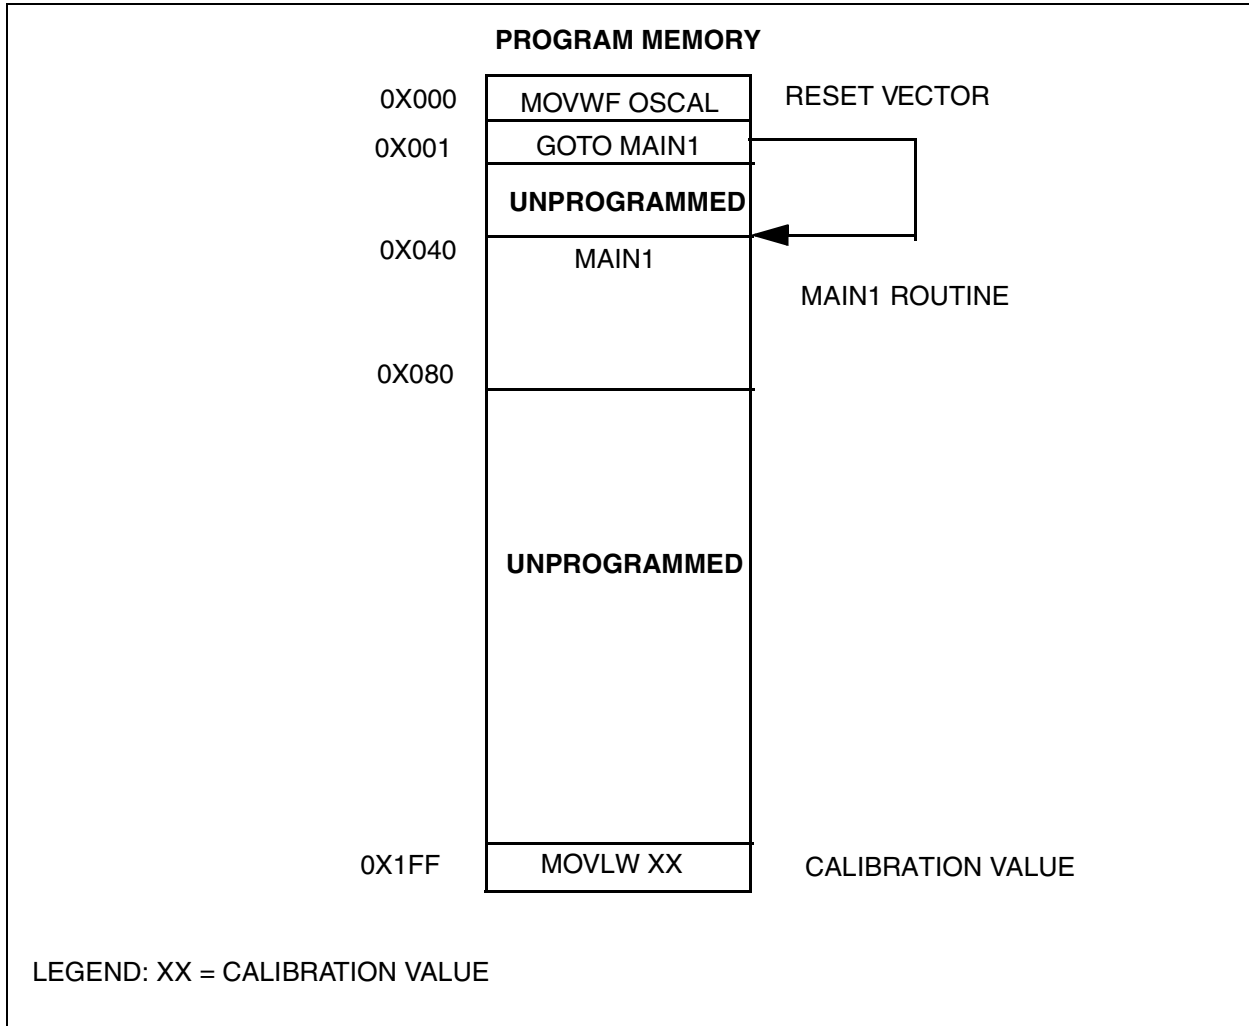 PROGRAM MEMORY
0X000 MOVWF OSCAL RESET VECTOR
0X001 GOTO MAIN1
UNPROGRAMMED
0X040 MAIN1
MAIN1 ROUTINE
0X080
UNPROGRAMMED
0X1FF MOVLW XX CALIBRATION VALUE
LEGEND: XX = CALIBRATION VALUE